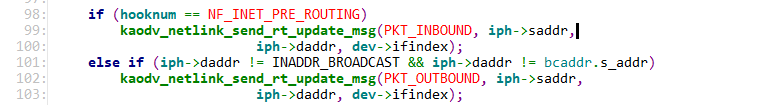 98: if (hooknum == NF_INET_PRE_ROUTING)
99: kaodv_netlink_send_rt_update_msg(PKT_INBOUND, iph->saddr,
100: iph->daddr, dev->ifindex);
101: else if (iph->daddr != INADDR_BROADCAST && iph->daddr != bcaddr.s_addr)
102: kaodv_netlink_send_rt_update_msg(PKT_OUTBOUND, iph->saddr,
103: iph->daddr, dev->ifindex);